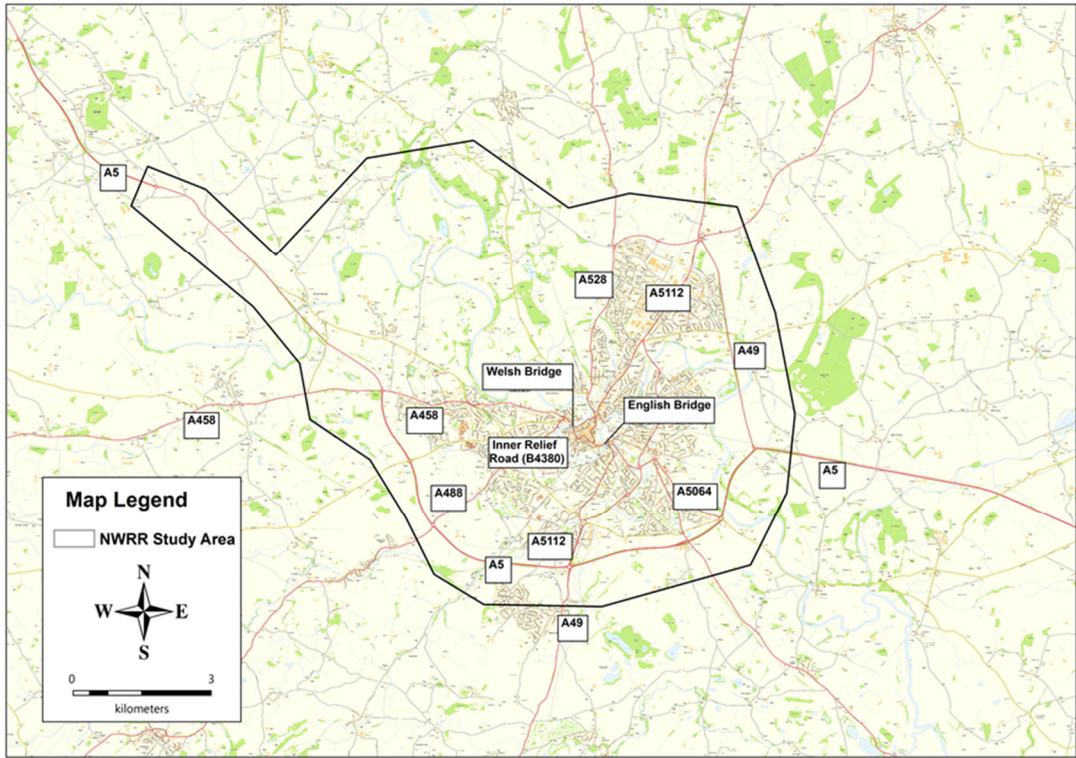 A5
A528
A5112
A49
Welsh Bridge
English Bridge
A458
A458
Inner Relief
Road (B4380)
A5
A488
A5064
A5112
A5
A49
Map Legend
NWRR Study Area
N
W
E
S
0
3
kilometers